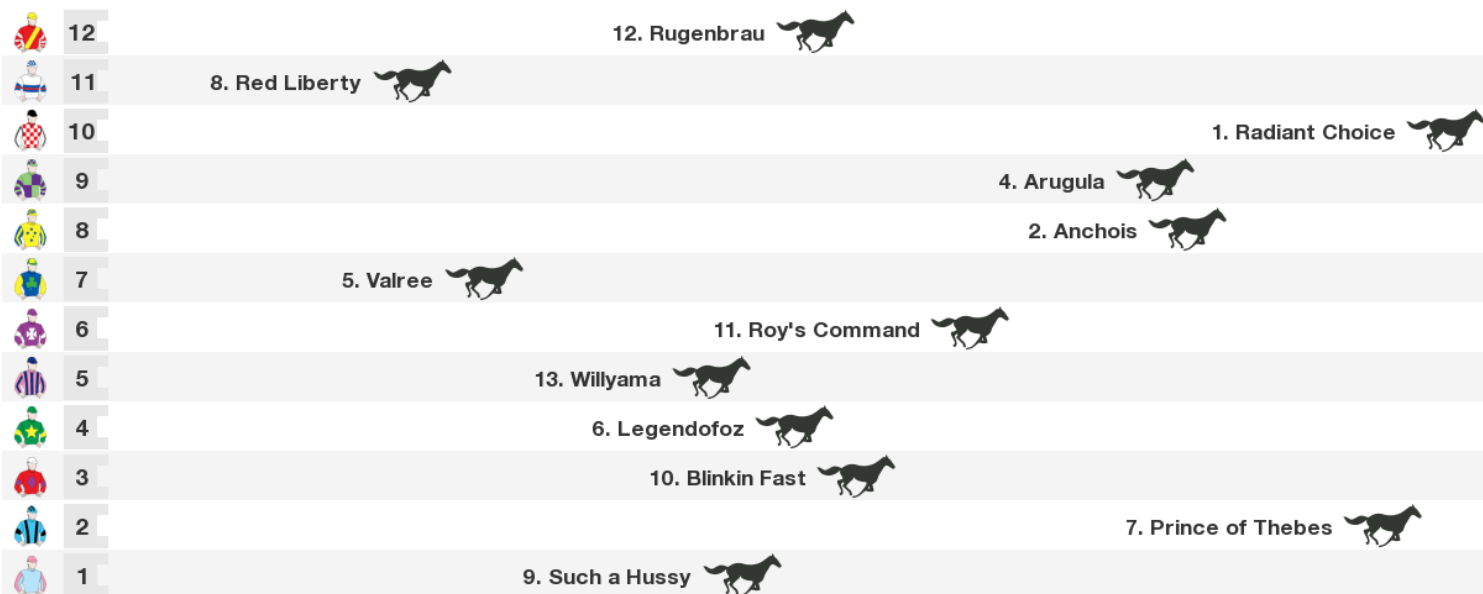 12 12. Rugenbrau
11 8. Red Liberty
10 1. Radiant Choice
9 4. Arugula
8 2. Anchois
7 5. Valree
6 11. Roy's Command
5 13. Willyama
4 6. Legendofoz
3 10. Blinkin Fast
2 7. Prince of Thebes
1 9. Such a Hussy